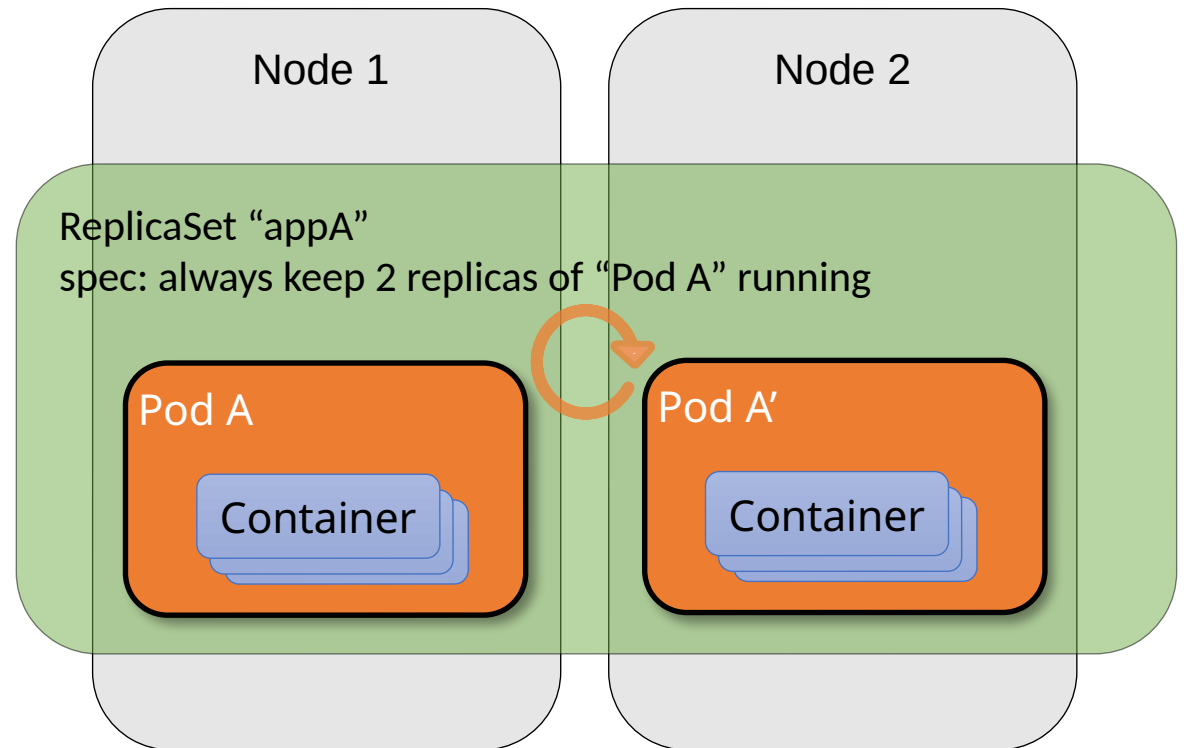 Node 1
Node 2
ReplicaSet “appA”
spec: always keep 2 replicas of “Pod A” running
Pod A
Pod A’
Container
Container